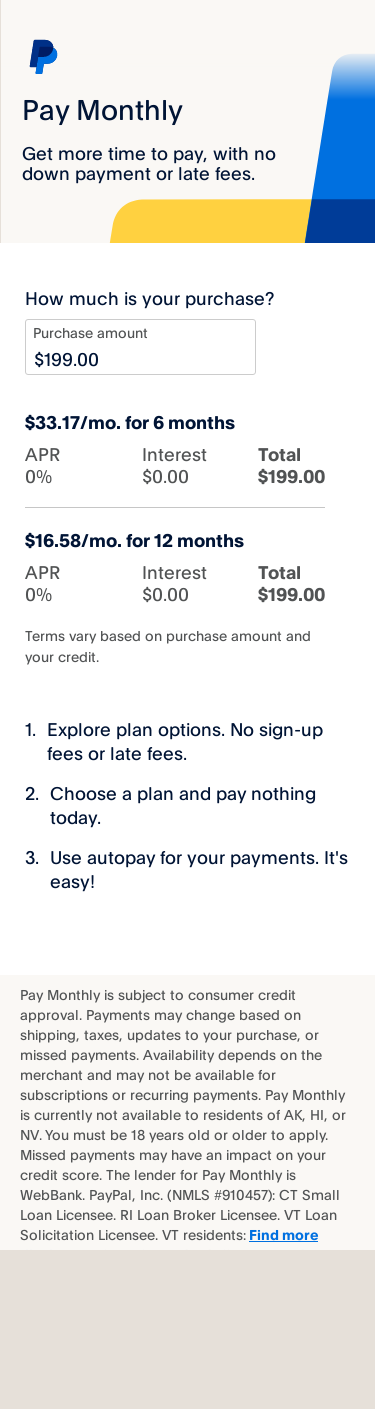 Pay Monthly
Get more time to pay, with no
down payment or late fees.
How much is your purchase?
Purchase amount
$199.00
$33.17/mo. for 6 months
APR Interest Total
0% $0.00 $199.00
$16.58/mo. for 12 months
APR Interest Total
0% $0.00 $199.00
Terms vary based on purchase amount and
your credit.
1. Explore plan options. No sign-up
fees or late fees.
2. Choose a plan and pay nothing
today.
3. Use autopay for your payments. It's
easy!
Pay Monthly is subject to consumer credit
approval. Payments may change based on
shipping, taxes, updates to your purchase, or
missed payments. Availability depends on the
merchant and may not be available for
subscriptions or recurring payments. Pay Monthly
is currently not available to residents of AK, HI, or
NV. You must be 18 years old or older to apply.
Missed payments may have an impact on your
credit score. The lender for Pay Monthly is
WebBank. PayPal, Inc. (NMLS #910457): CT Small
Loan Licensee. RI Loan Broker Licensee. VT Loan
Solicitation Licensee. VT residents: Find more